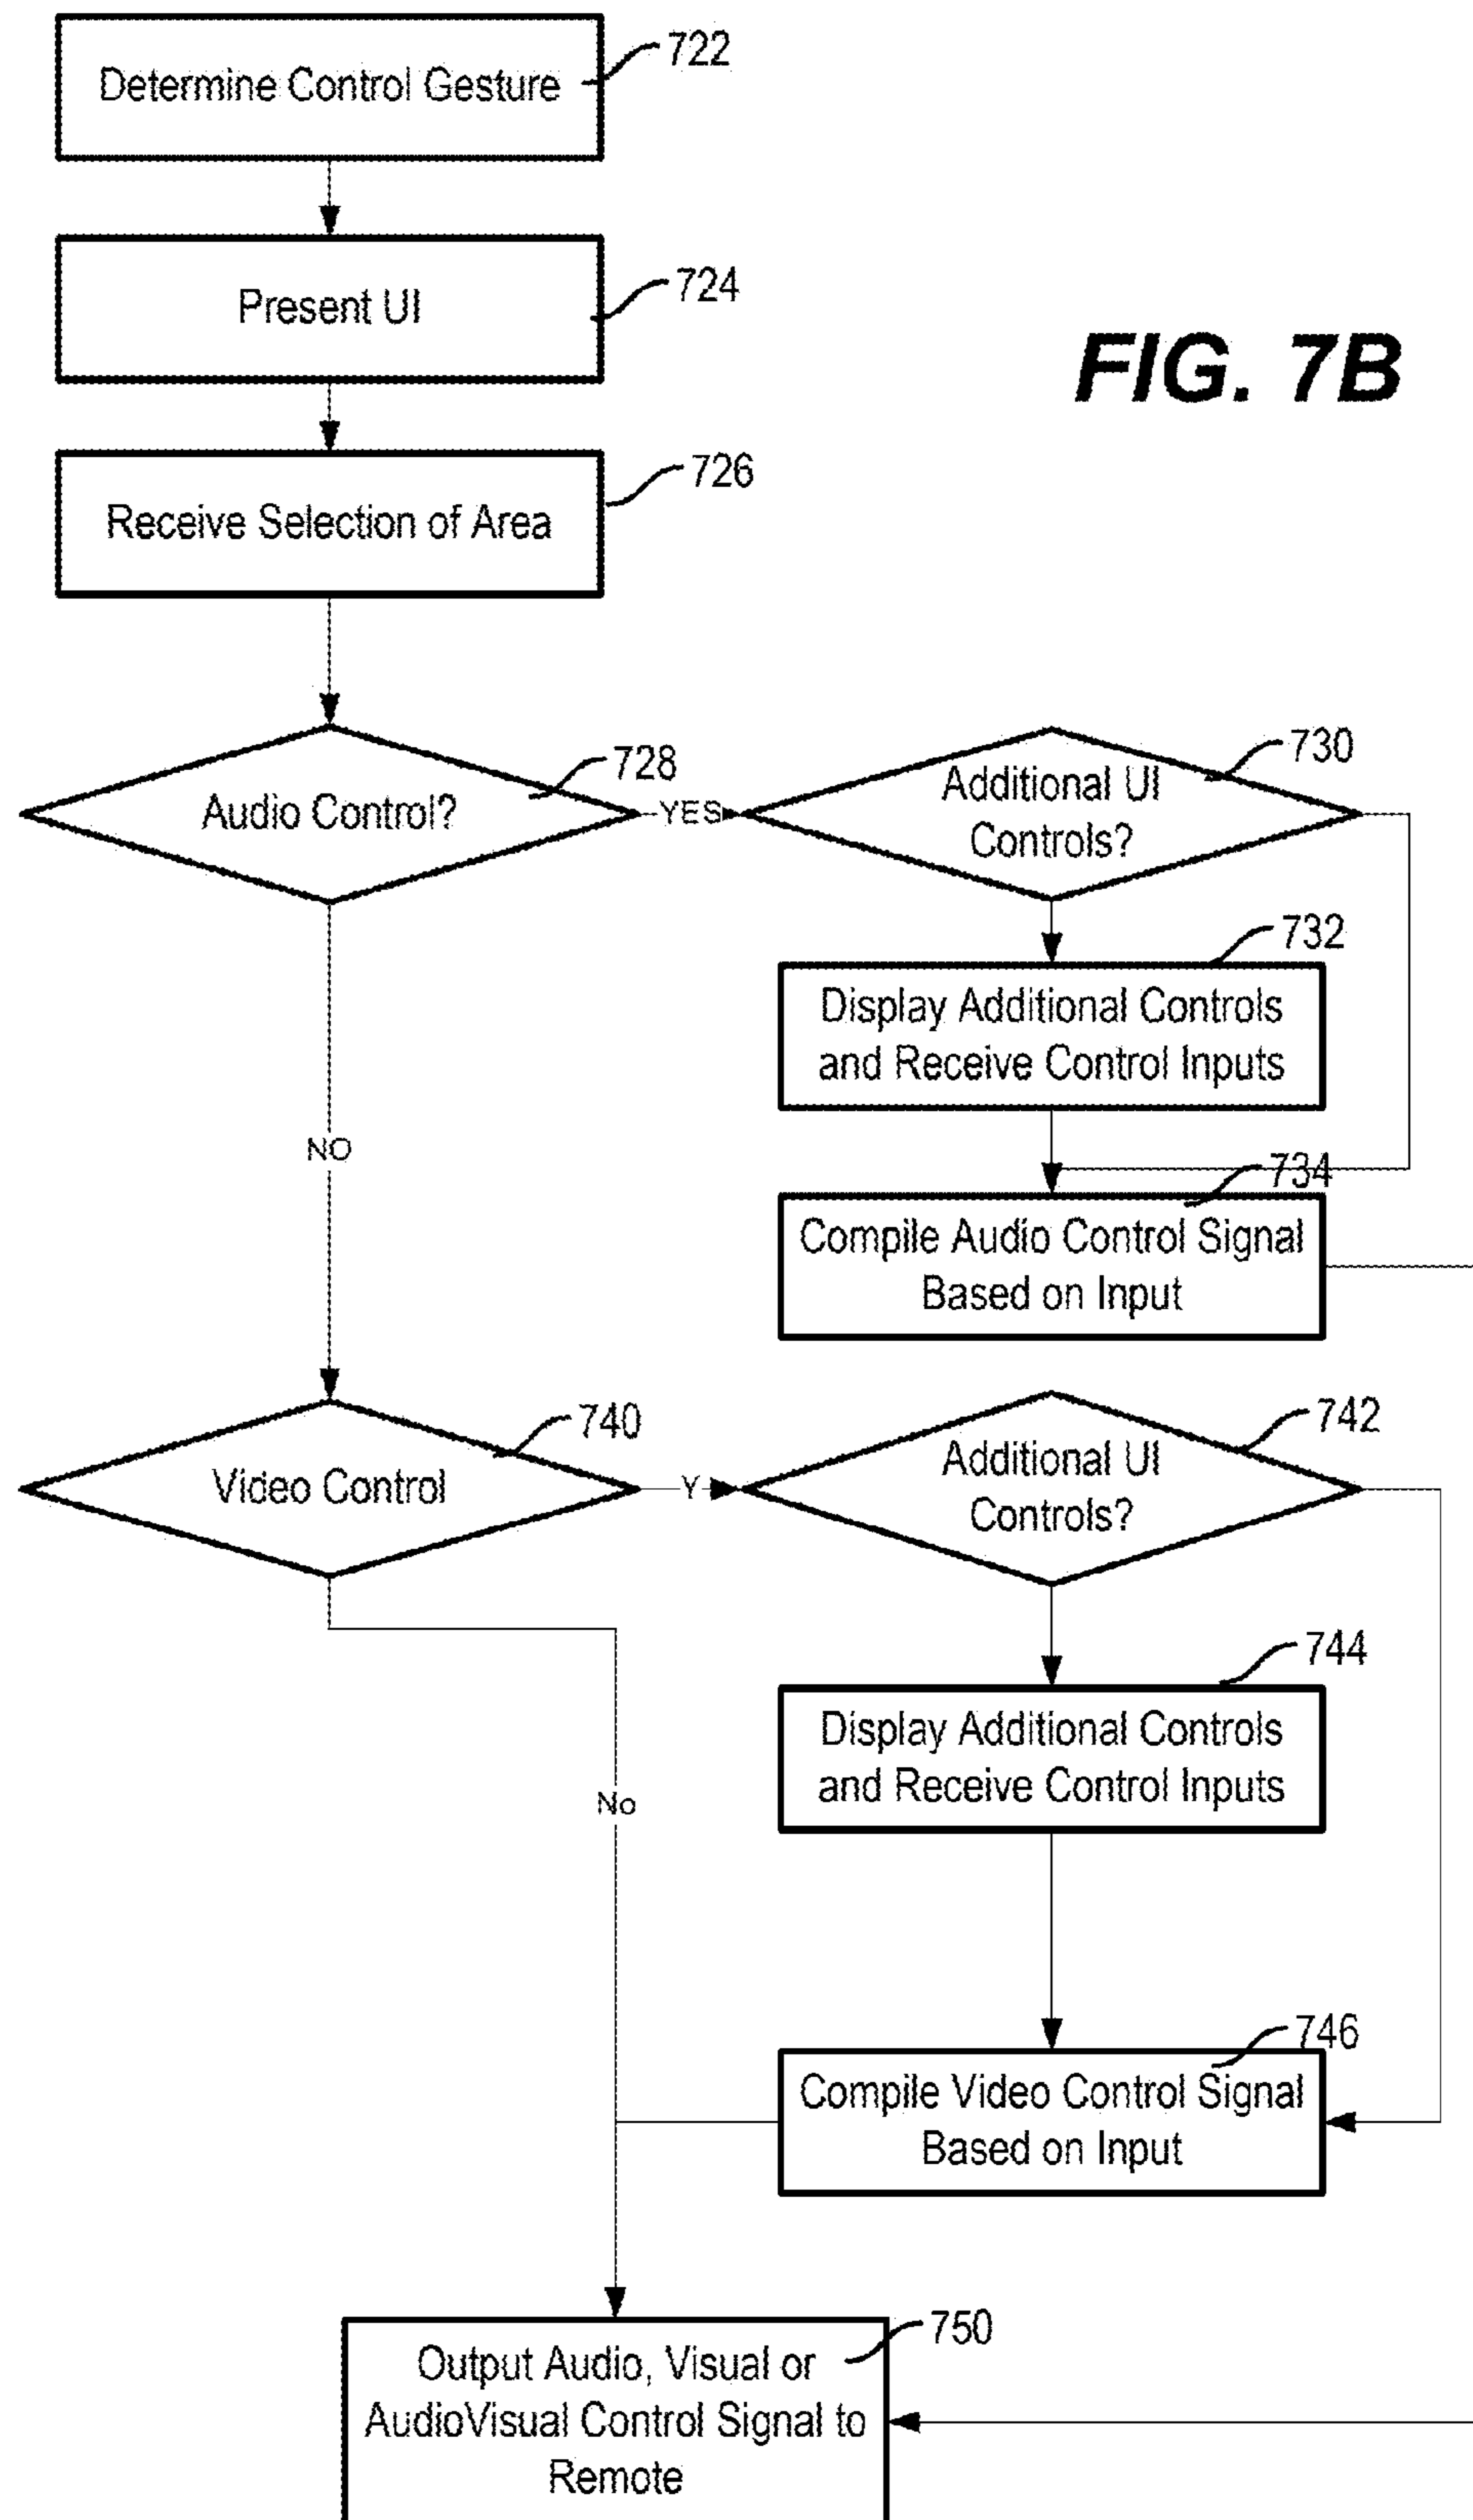 722
Determine Control Gesture
724
Present UI
FIG. 7B
726
Receive Selection of Area
728
Audio Control?
YES
730
Additional UI
Controls?
732
Display Additional Controls
and Receive Control Inputs
NO
734
Compile Audio Control Signal
Based on Input
740
Video Control
Y
742
Additional UI
Controls?
744
Display Additional Controls
and Receive Control Inputs
No
746
Compile Video Control Signal
Based on Input
750
Output Audio, Visual or
AudioVisual Control Signal to
Remote